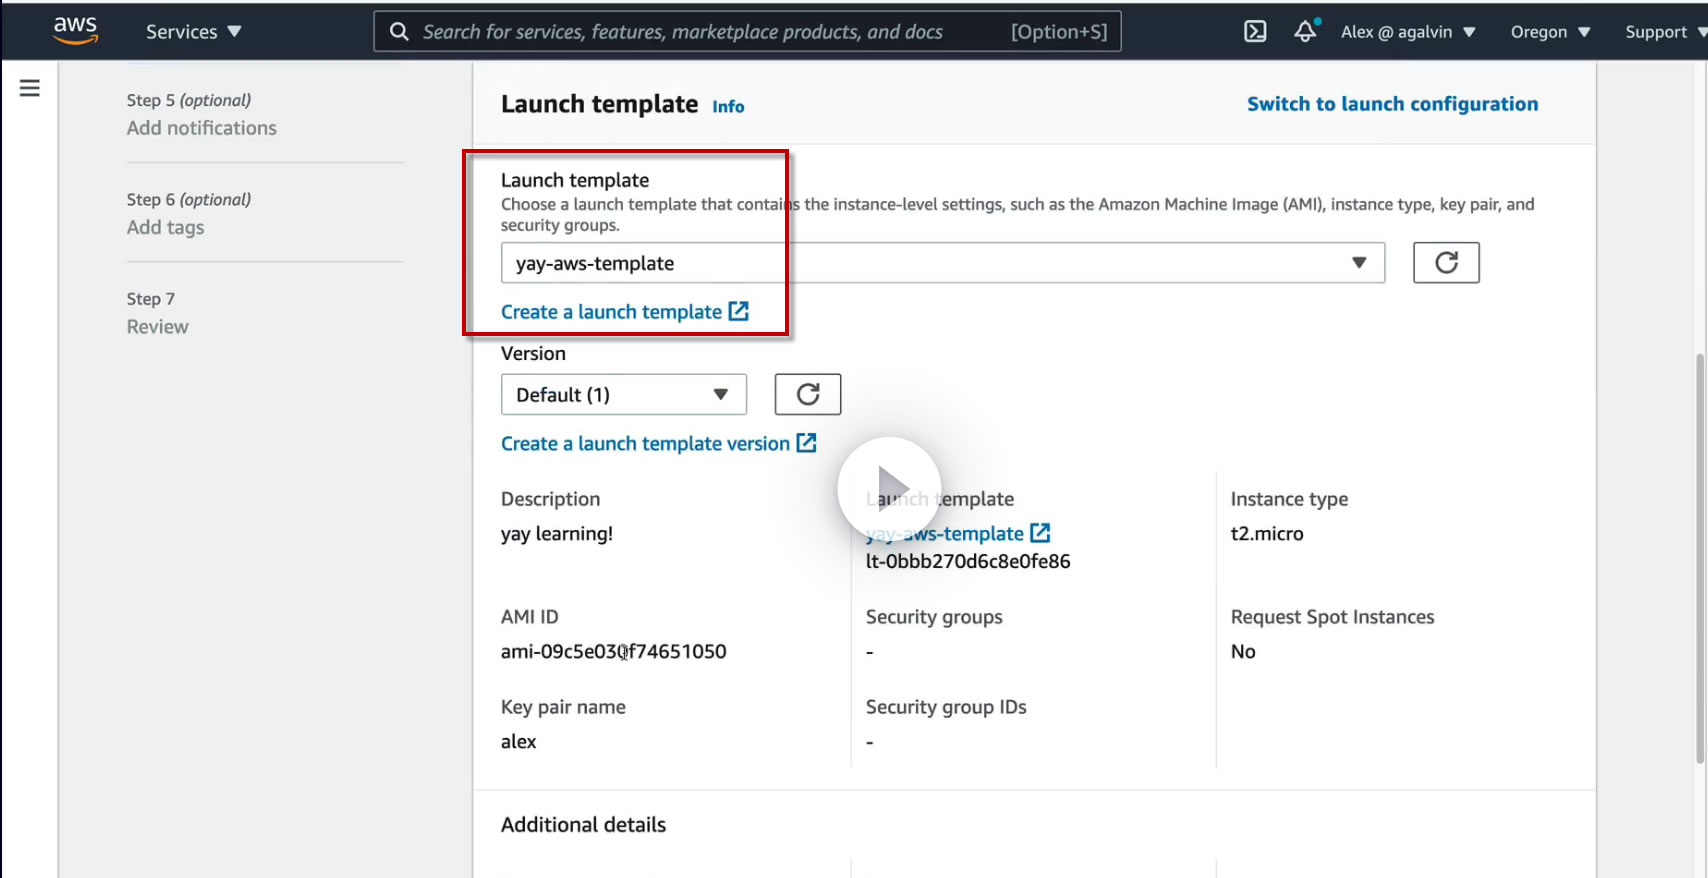 aws Services Search for services, features, marketplace products, and docs [Option+S] Alex @ agalvin Oregon Support
Step 5 (optional)
Add notifications
Step 6 (optional)
Add tags
Step 7
Review
Launch template Info Switch to launch configuration
Launch template
Choose a launch template that contains the instance-level settings, such as the Amazon Machine Image (AMI), instance type, key pair, and
security groups.
yay-aws-template
Create a launch template
Version
Default (1)
Create a launch template version
Description
yay learning!
Launch template
yay-aws-template
lt-0bbb270d6c8e0fe86
Instance type
t2.micro
AMI ID
ami-09c5e030f74651050
Security groups
-
Request Spot Instances
No
Key pair name
alex
Security group IDs
-
Additional details